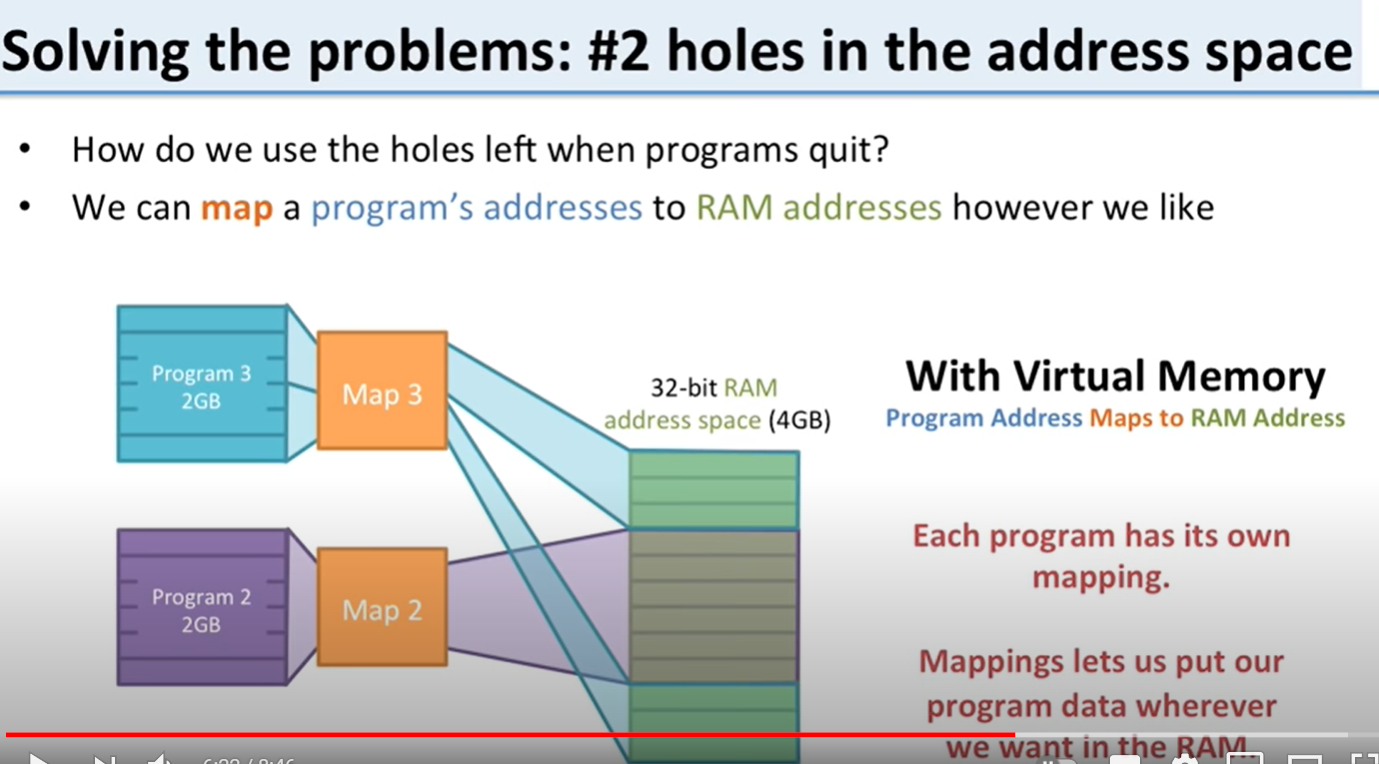 Solving the problems: #2 holes in the address space
• How do we use the holes left when programs quit?
• We can map a program's addresses to RAM addresses however we like
Program 3
2GB
Map 3
32-bit RAM
address space (4GB)
With Virtual Memory
Program Address Maps to RAM Address
Program 2
2GB
Map 2
Each program has its own
mapping.
Mappings lets us put our
program data wherever
we want in the RAM.